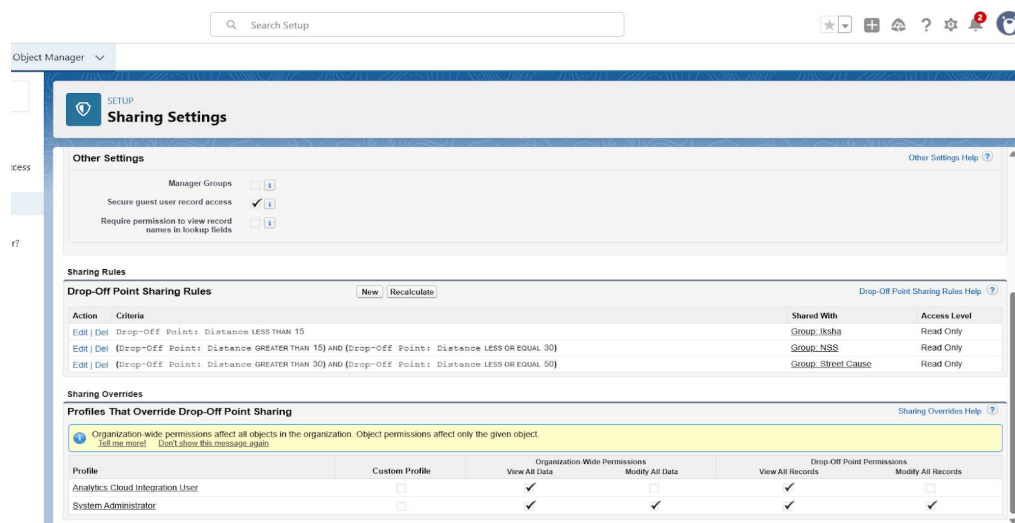 Search Setup
2
Object Manager
SETUP
Sharing Settings
ccess
r?
Other Settings
Other Settings Help ?
Manager Groups
Secure guest user record access
Require permission to view record
names in lookup fields
Sharing Rules
Drop-Off Point Sharing Rules New Recalculate Drop-Off Point Sharing Rules Help ?
Action Criteria Shared With Access Level
Edit | Del Drop-Off Point: Distance LESS THAN 15 Group: Iksha Read Only
Edit | Del (Drop-Off Point: Distance GREATER THAN 15) AND (Drop-Off Point: Distance LESS OR EQUAL 30) Group: NSS Read Only
Edit | Del (Drop-Off Point: Distance GREATER THAN 30) AND (Drop-Off Point: Distance LESS OR EQUAL 50) Group: Street Cause Read Only
Sharing Overrides
Profiles That Override Drop-Off Point Sharing Sharing Overrides Help ?
Organization-wide permissions affect all objects in the organization. Object permissions affect only the given object.
Tell me more! Don't show this message again
Organization-Wide Permissions Drop-Off Point Permissions
Profile Custom Profile View All Data Modify All Data View All Records Modify All Records
Analytics Cloud Integration User
System Administrator